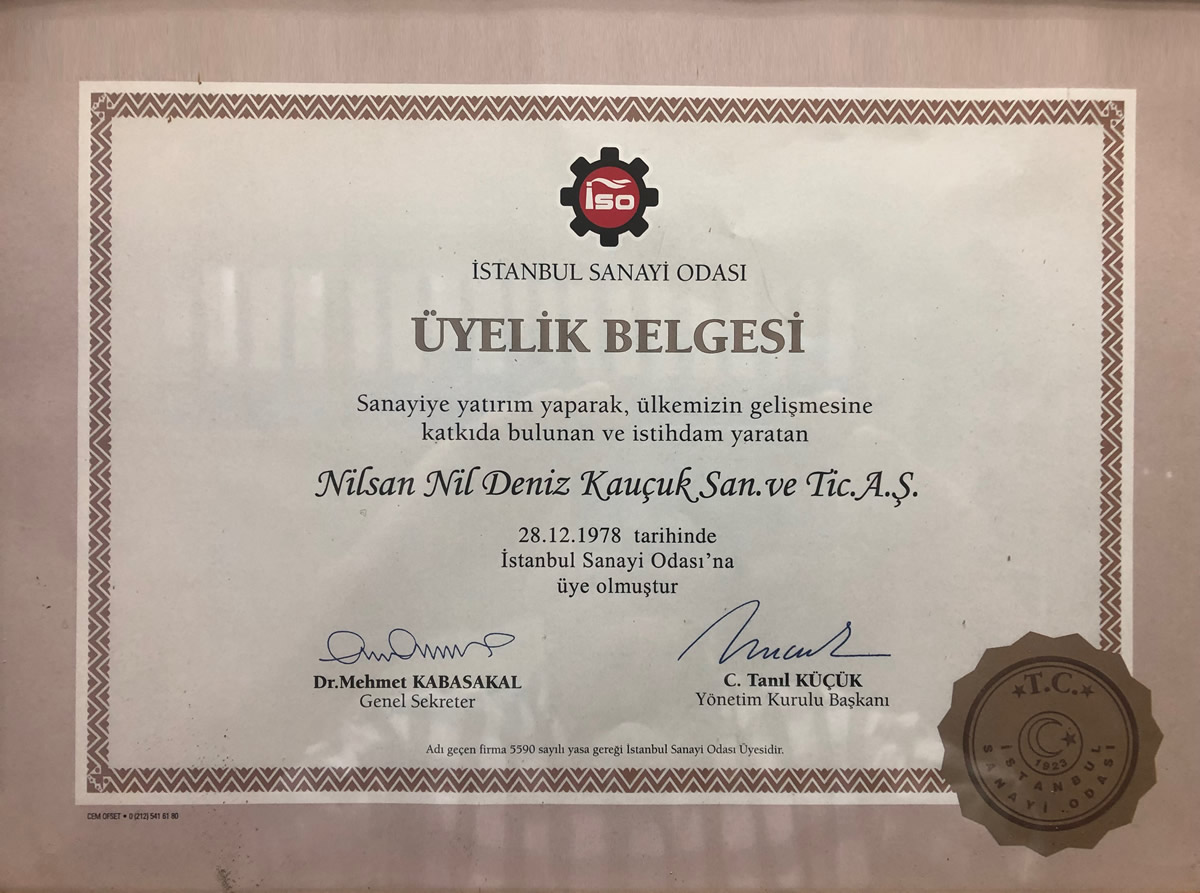 İSO
İSTANBUL SANAYİ ODASI
ÜYELİK BELGESİ
Sanayiye yatırım yaparak, ülkemizin gelişmesine
katkıda bulunan ve istihdam yaratan
Nilsan Nil Deniz Kauçuk San.ve Tic.A.Ş.
28.12.1978 tarihinde
İstanbul Sanayi Odası'na
üye olmuştur
Dr.Mehmet KABASAKAL
Genel Sekreter
C. Tanıl KÜÇÜK
Yönetim Kurulu Başkanı
Adı geçen firma 5590 sayılı yasa gereği İstanbul Sanayi Odası Üyesidir.
T.C.
1923
İSTANBUL
SANAYİ ODASI
CEM OFSET • 0 (212) 541 61 80